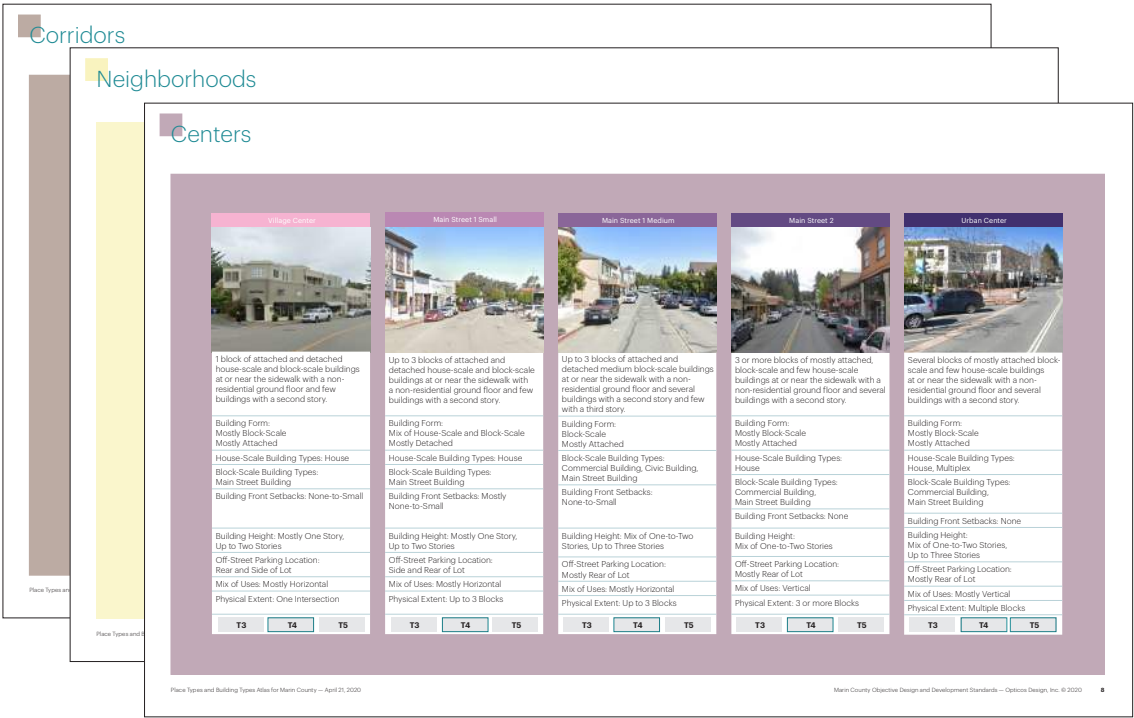 Corridors
Neighborhoods
Centers
Village Center
1 block of attached and detached
house-scale and block-scale buildings
at or near the sidewalk with a non-
residential ground floor and few
buildings with a second story.
Building Form:
Mostly Block-Scale
Mostly Attached
House-Scale Building Types: House
Block-Scale Building Types:
Main Street Building
Building Front Setbacks: None-to-Small
Building Height: Mostly One Story,
Up to Two Stories
Off-Street Parking Location:
Rear and Side of Lot
Mix of Uses: Mostly Horizontal
Physical Extent: One Intersection
T3 T4 T5
Main Street 1 Small
Up to 3 blocks of attached and
detached house-scale and block-scale
buildings at or near the sidewalk with
a non-residential ground floor and few
buildings with a second story.
Building Form:
Mix of House-Scale and Block-Scale
Mostly Detached
House-Scale Building Types: House
Block-Scale Building Types:
Main Street Building
Building Front Setbacks: Mostly
None-to-Small
Building Height: Mostly One Story,
Up to Two Stories
Off-Street Parking Location:
Side and Rear of Lot
Mix of Uses: Mostly Horizontal
Physical Extent: Up to 3 Blocks
T3 T4 T5
Main Street 1 Medium
Up to 3 blocks of attached and
detached medium block-scale buildings
at or near the sidewalk with a non-
residential ground floor and several
buildings with a second story and few
with a third story.
Building Form:
Block-Scale
Mostly Attached
Block-Scale Building Types:
Commercial Building, Civic Building,
Main Street Building
Building Front Setbacks:
None-to-Small
Building Height: Mix of One-to-Two
Stories, Up to Three Stories
Off-Street Parking Location:
Mostly Rear of Lot
Mix of Uses: Mostly Horizontal
Physical Extent: Up to 3 Blocks
T3 T4 T5
Main Street 2
3 or more blocks of mostly attached,
block-scale and few house-scale
buildings at or near the sidewalk with a
non-residential ground floor and several
buildings with a second story.
Building Form:
Mostly Block-Scale
Mostly Attached
House-Scale Building Types:
House
Block-Scale Building Types:
Commercial Building,
Main Street Building
Building Front Setbacks: None
Building Height:
Mix of One-to-Two Stories
Off-Street Parking Location:
Mostly Rear of Lot
Mix of Uses: Vertical
Physical Extent: 3 or more Blocks
T3 T4 T5
Urban Center
Several blocks of mostly attached block-
scale and few house-scale buildings
at or near the sidewalk with a non-
residential ground floor and several
buildings with a second story.
Building Form:
Mostly Block-Scale
Mostly Attached
House-Scale Building Types:
House, Multiplex
Block-Scale Building Types:
Commercial Building,
Main Street Building
Building Front Setbacks: None
Building Height:
Mix of One-to-Two Stories,
Up to Three Stories
Off-Street Parking Location:
Mostly Rear of Lot
Mix of Uses: Mostly Vertical
Physical Extent: Multiple Blocks
T3 T4 T5
Place Types an
Place Types and B
Place Types and Building Types Atlas for Marin County — April 21, 2020
Marin County Objective Design and Development Standards — Opticos Design, Inc. © 2020 8